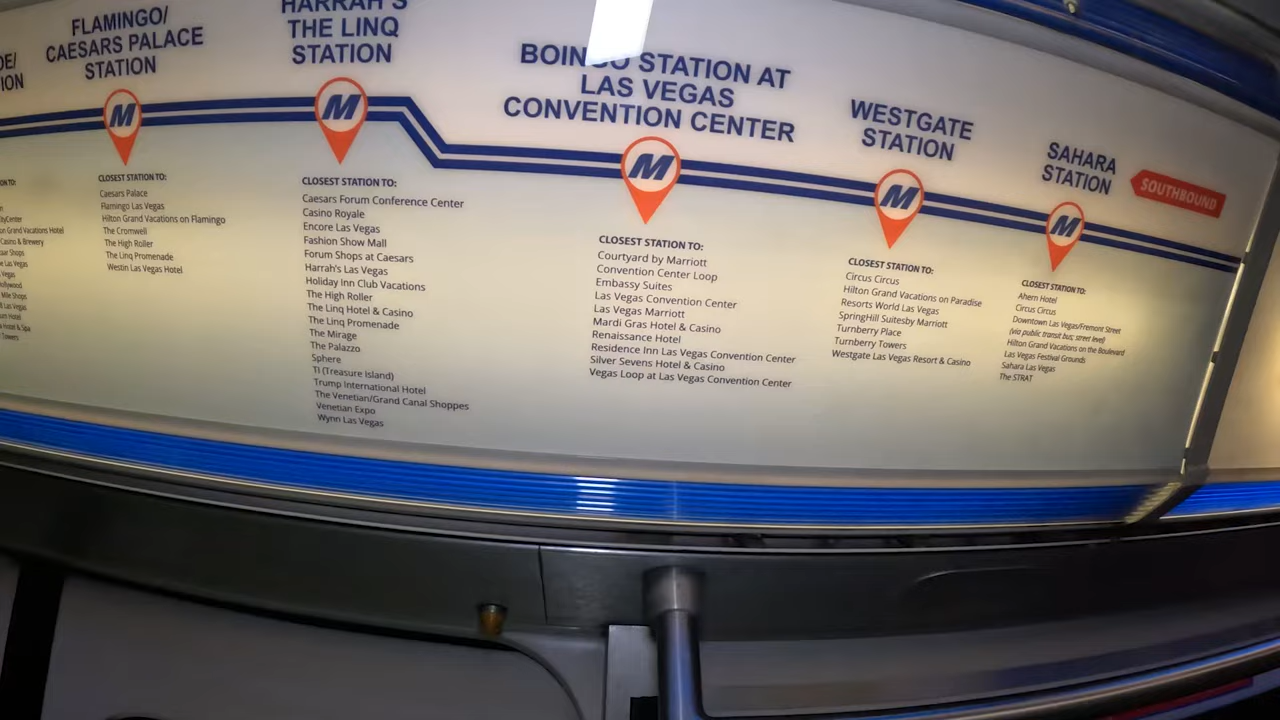 FLAMINGO/
CAESARS PALACE
STATION
M
CLOSEST STATION TO:
Caesars Palace
Flamingo Las Vegas
Hilton Grand Vacations on Flamingo
The Cromwell
The High Roller
The Linq Promenade
Westin Las Vegas Hotel
HARRAH'S
THE LINQ
STATION
M
CLOSEST STATION TO:
Caesars Forum Conference Center
Casino Royale
Encore Las Vegas
Fashion Show Mall
Forum Shops at Caesars
Harrah's Las Vegas
Holiday Inn Club Vacations
The High Roller
The Linq Hotel & Casino
The Linq Promenade
The Mirage
The Palazzo
Sphere
TI (Treasure Island)
Trump International Hotel
The Venetian/Grand Canal Shoppes
Venetian Expo
Wynn Las Vegas
STATION AT
LAS VEGAS
CONVENTION CENTER
M
CLOSEST STATION TO:
Courtyard by Marriott
Convention Center Loop
Embassy Suites
Las Vegas Convention Center
Las Vegas Marriott
Mardi Gras Hotel & Casino
Renaissance Hotel
Residence Inn Las Vegas Convention Center
Silver Sevens Hotel & Casino
Vegas Loop at Las Vegas Convention Center
WESTGATE
STATION
M
CLOSEST STATION TO:
Circus Circus
Hilton Grand Vacations on Paradise
Resorts World Las Vegas
SpringHill Suitesby Marriott
Turnberry Place
Turnberry Towers
Westgate Las Vegas Resort & Casino
SAHARA
STATION
SOUTHBOUND
M
CLOSEST STATION TO:
Ahern Hotel
Circus Circus
Downtown Las Vegas/Fremont Street
(via public transit bus; street level)
Hilton Grand Vacations on the Boulevard
Las Vegas Festival Grounds
Sahara Las Vegas
The STRAT